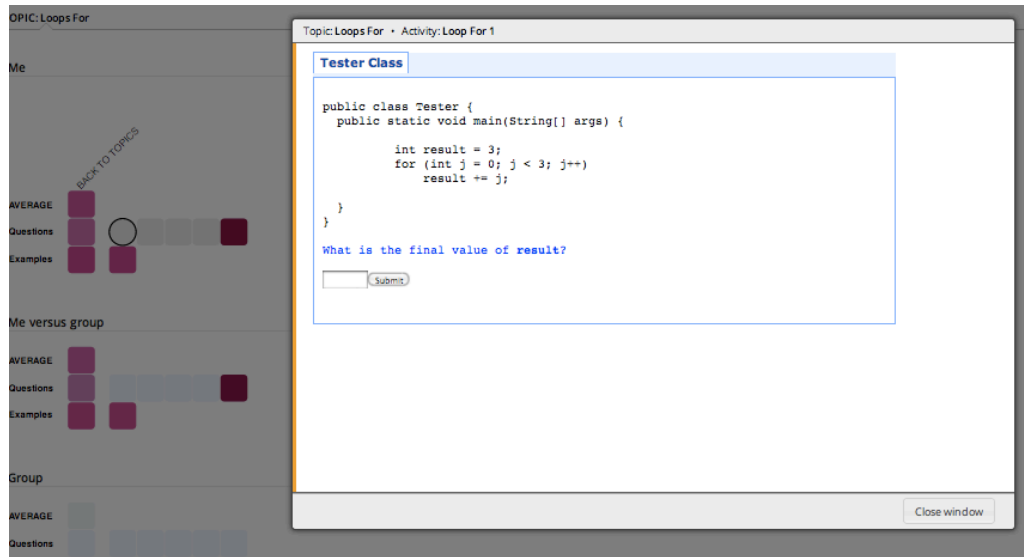 OPIC: Loops For
Me
BACK TO TOPICS
AVERAGE
Questions
Examples
Me versus group
AVERAGE
Questions
Examples
Group
AVERAGE
Questions
Topic: Loops For • Activity: Loop For 1
Tester Class
public class Tester {
public static void main(String[] args) {
int result = 3;
for (int j = 0; j < 3; j++)
result += j;
}
}
What is the final value of result?
Submit
Close window